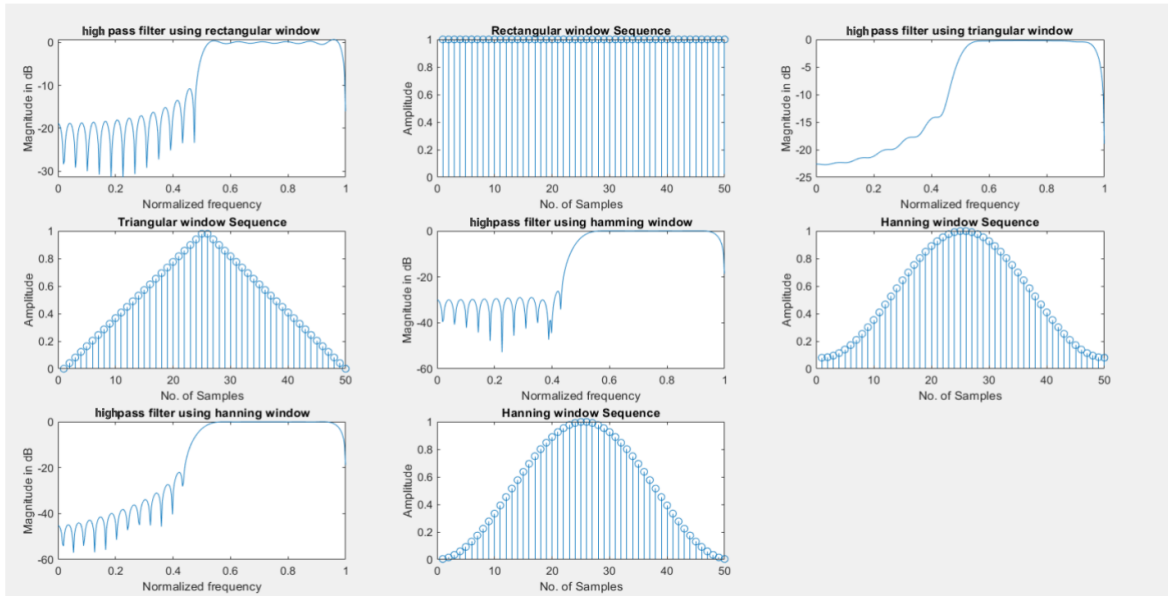 high pass filter using rectangular window
0
-10
-20
-30
Magnitude in dB
0 0.2 0.4 0.6 0.8 1
Normalized frequency
Rectangular window Sequence
1
0.8
0.6
0.4
0.2
0
Amplitude
0 10 20 30 40 50
No. of Samples
high pass filter using triangular window
0
-5
-10
-15
-20
-25
Magnitude in dB
0 0.2 0.4 0.6 0.8 1
Normalized frequency
Triangular window Sequence
1
0.8
0.6
0.4
0.2
0
Amplitude
0 10 20 30 40 50
No. of Samples
highpass filter using hamming window
0
-20
-40
-60
Magnitude in dB
0 0.2 0.4 0.6 0.8 1
Normalized frequency
Hanning window Sequence
1
0.8
0.6
0.4
0.2
0
Amplitude
0 10 20 30 40 50
No. of Samples
highpass filter using hanning window
0
-20
-40
-60
Magnitude in dB
0 0.2 0.4 0.6 0.8 1
Normalized frequency
Hanning window Sequence
1
0.8
0.6
0.4
0.2
0
Amplitude
0 10 20 30 40 50
No. of Samples